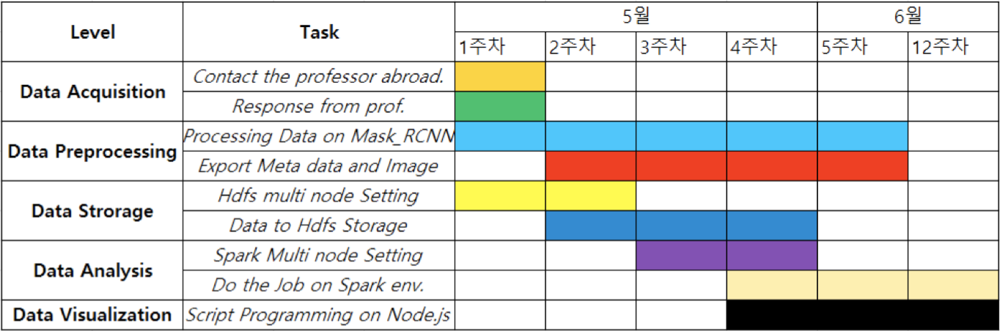 Level Task 5월 6월
1주차 2주차 3주차 4주차 5주차 12주차
Data Acquisition Contact the professor abroad.
Response from prof.
Data Preprocessing Processing Data on Mask_RCNN
Export Meta data and Image
Data Strorage Hdfs multi node Setting
Data to Hdfs Storage
Data Analysis Spark Multi node Setting
Do the Job on Spark env.
Data Visualization Script Programming on Node.js